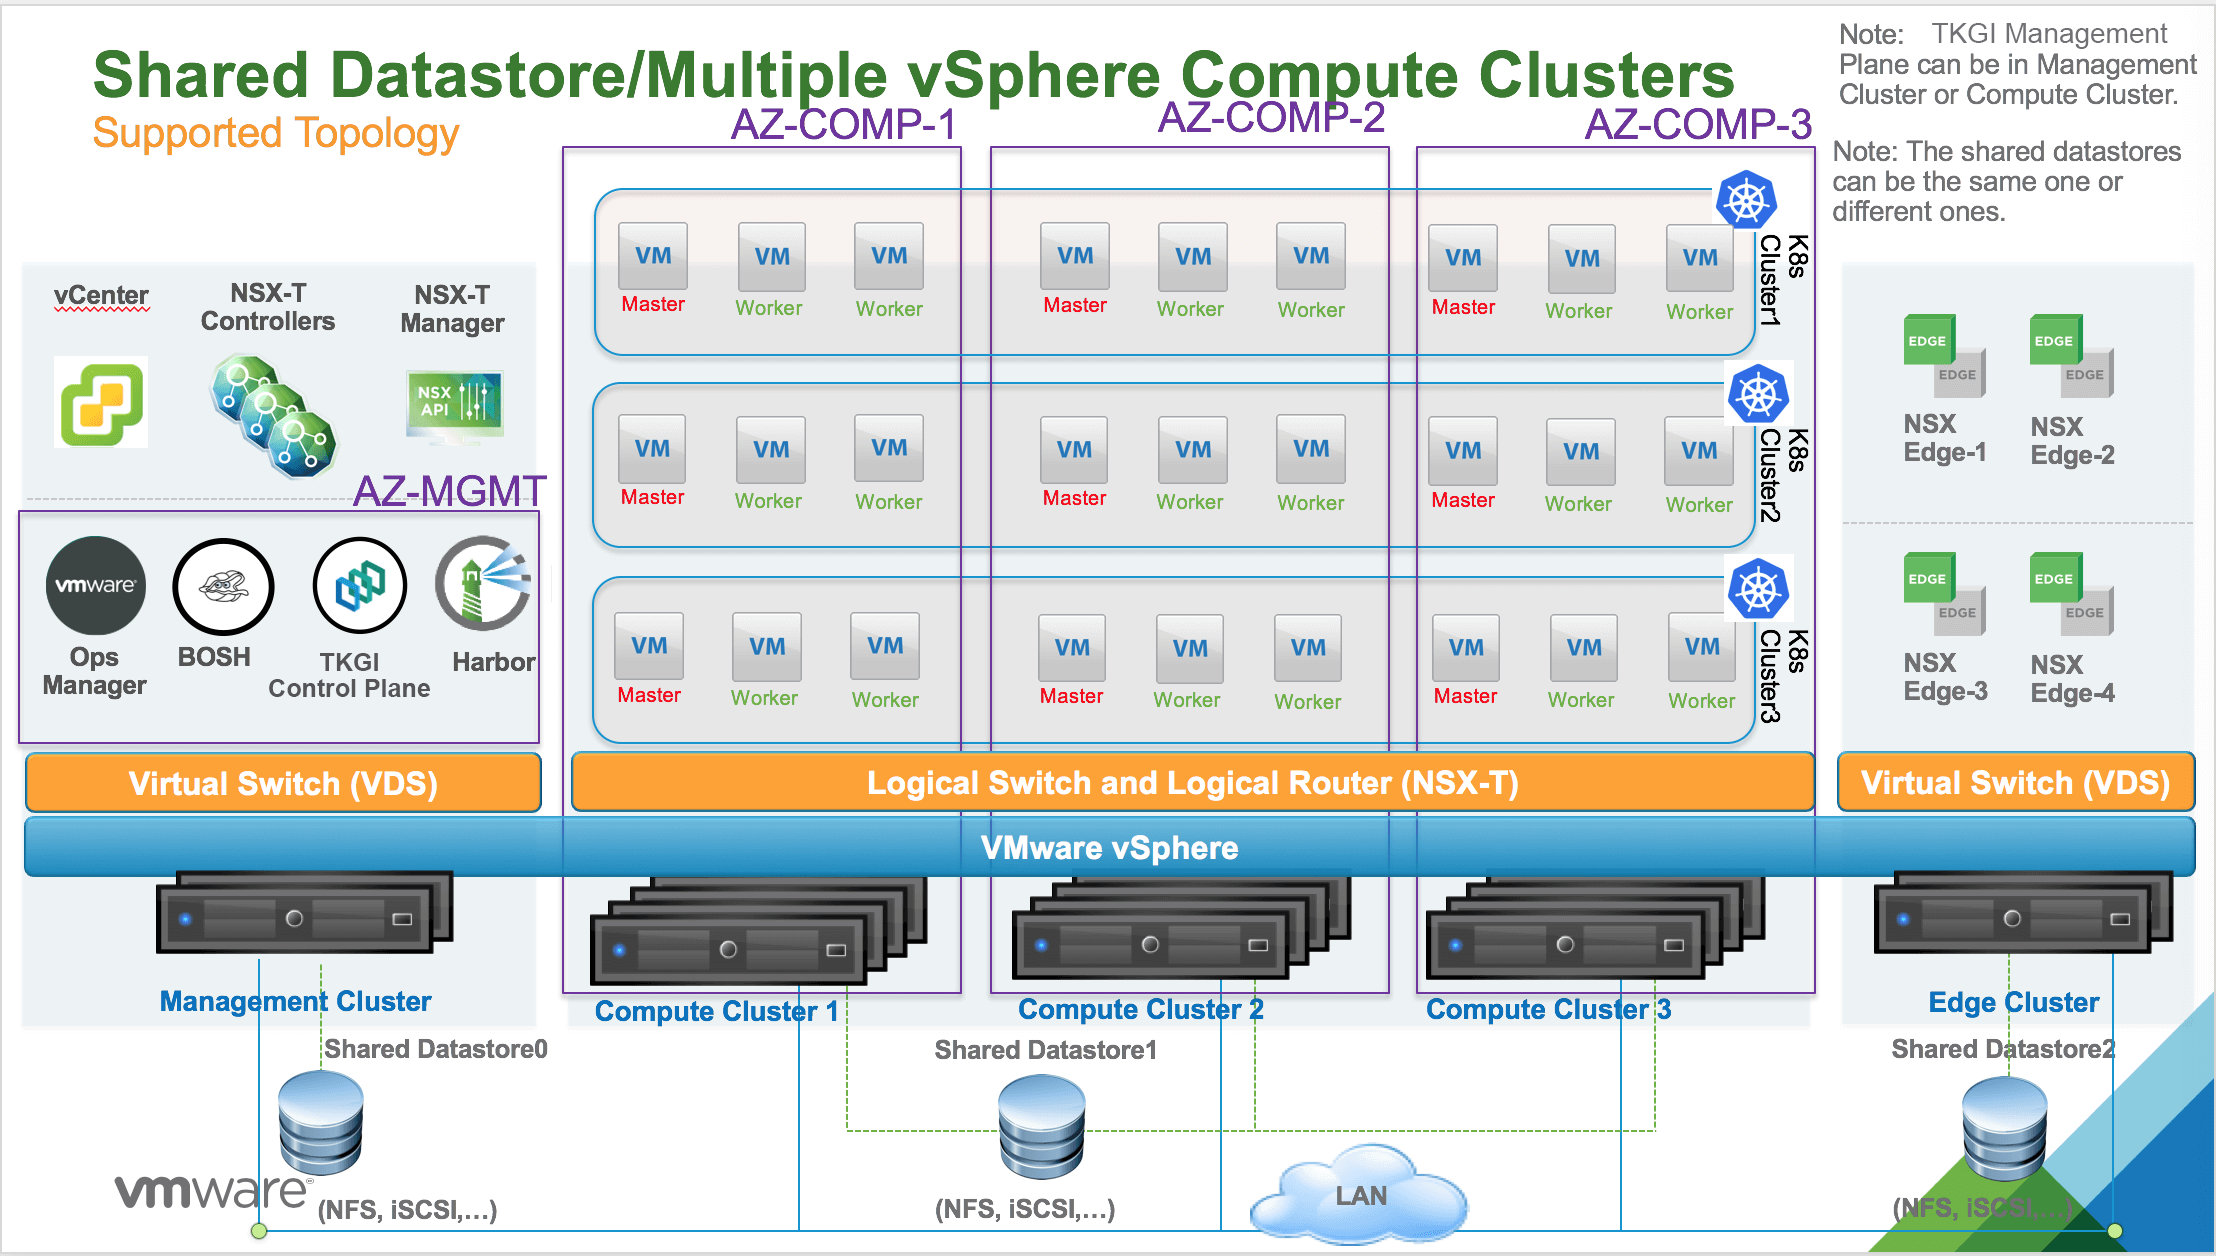 Shared Datastore/Multiple vSphere Compute Clusters
Supported Topology
Note: TKGI Management
Plane can be in Management
Cluster or Compute Cluster.
Note: The shared datastores
can be the same one or
different ones.
AZ-COMP-1
AZ-COMP-2
AZ-COMP-3
vCenter
NSX-T
Controllers
NSX-T
Manager
NSX
API
AZ-MGMT
vmware®
Ops
Manager
BOSH
TKGI
Control Plane
Harbor
VM VM VM VM VM VM VM VM VM
Master Worker Worker Master Worker Worker Master Worker Worker
K8s
Cluster1
VM VM VM VM VM VM VM VM VM
Master Worker Worker Master Worker Worker Master Worker Worker
K8s
Cluster2
VM VM VM VM VM VM VM VM VM
Master Worker Worker Master Worker Worker Master Worker Worker
K8s
Cluster3
EDGE
EDGE
NSX
Edge-1
EDGE
EDGE
NSX
Edge-2
EDGE
EDGE
NSX
Edge-3
EDGE
EDGE
NSX
Edge-4
Virtual Switch (VDS)
Logical Switch and Logical Router (NSX-T)
Virtual Switch (VDS)
VMware vSphere
Management Cluster
Compute Cluster 1
Compute Cluster 2
Compute Cluster 3
Edge Cluster
Shared Datastore0
Shared Datastore1
Shared Datastore2
vmware®
(NFS, iSCSI,...)
(NFS, iSCSI,...)
LAN
(NFS, iSCSI,...)